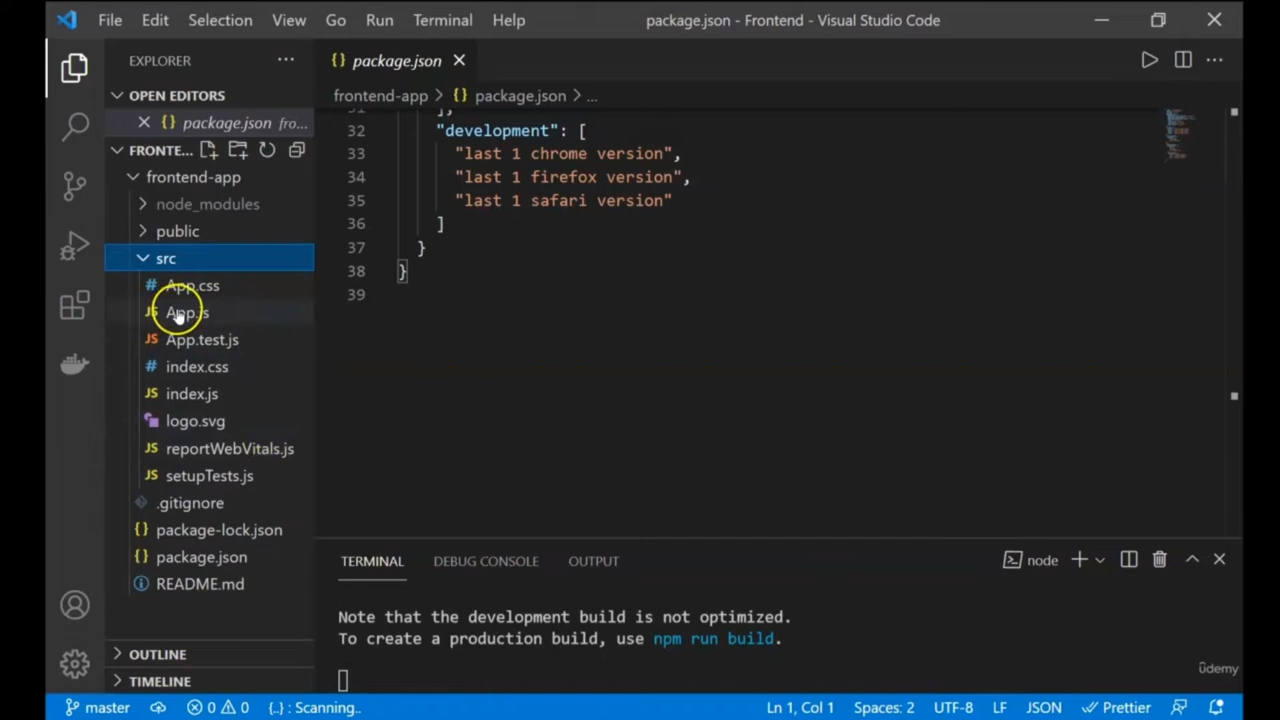 File Edit Selection View Go Run Terminal Help package.json - Frontend - Visual Studio Code
EXPLORER
OPEN EDITORS
package.json fro...
FRONTE...
frontend-app
node_modules
public
src
App.css
App.js
App.test.js
index.css
index.js
logo.svg
reportWebVitals.js
setupTests.js
.gitignore
package-lock.json
package.json
README.md
OUTLINE
TIMELINE
package.json
frontend-app > {} package.json > ...
31 ],
32 "development": [
33 "last 1 chrome version",
34 "last 1 firefox version",
35 "last 1 safari version"
36 ]
37 }
38 }
39
TERMINAL DEBUG CONSOLE OUTPUT node
Note that the development build is not optimized.
To create a production build, use npm run build.
ûdemy
master 0 0 {..} : Scanning.. Ln 1, Col 1 Spaces: 2 UTF-8 LF JSON Prettier